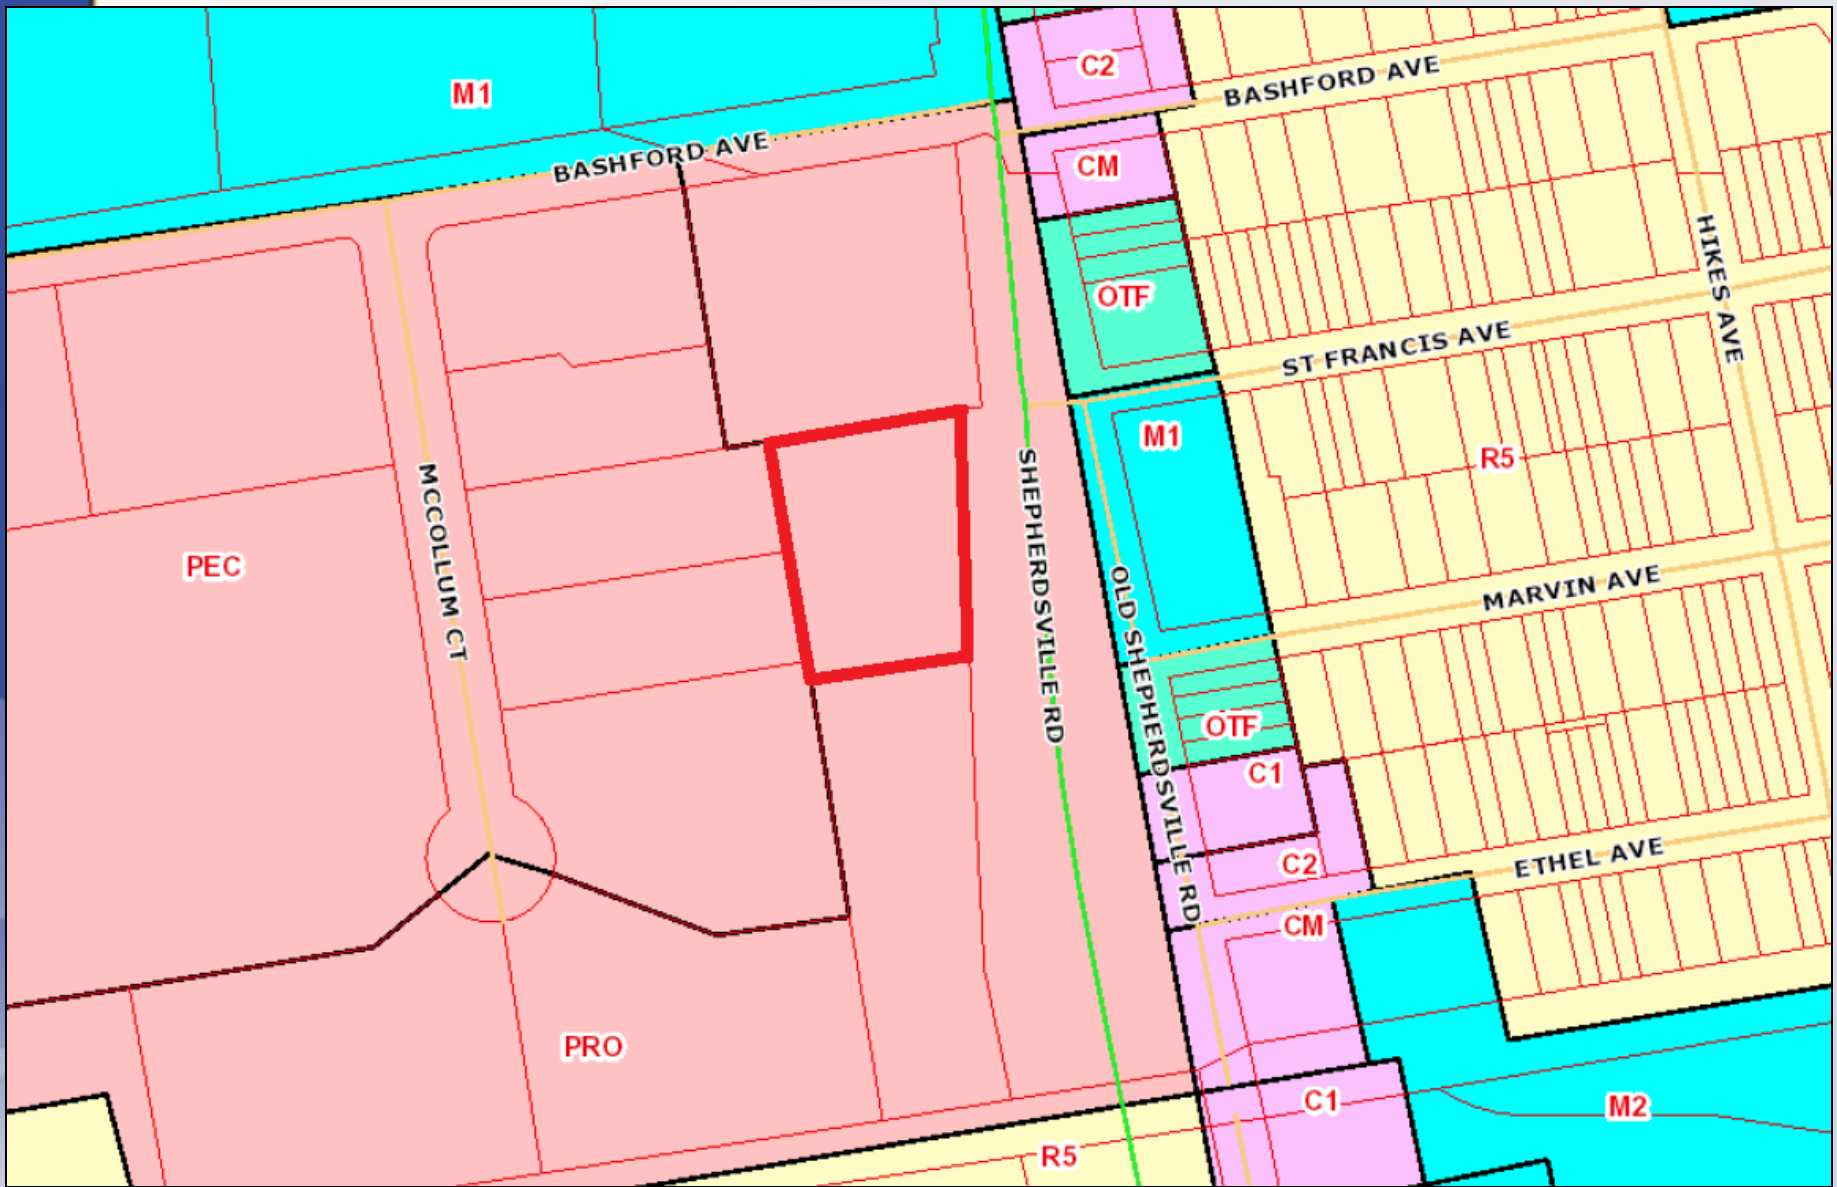 C2
BASHFORD AVE
M1
BASHFORD AVE
CM
HIKES AVE
OTF
ST FRANCIS AVE
M1
R5
MCCOLLUM CT
SHEPHERDSVILLE RD
PEC
OLD SHEPHERDSVILLE RD
MARVIN AVE
OTF
C1
C2
ETHEL AVE
CM
PRO
C1
M2
R5